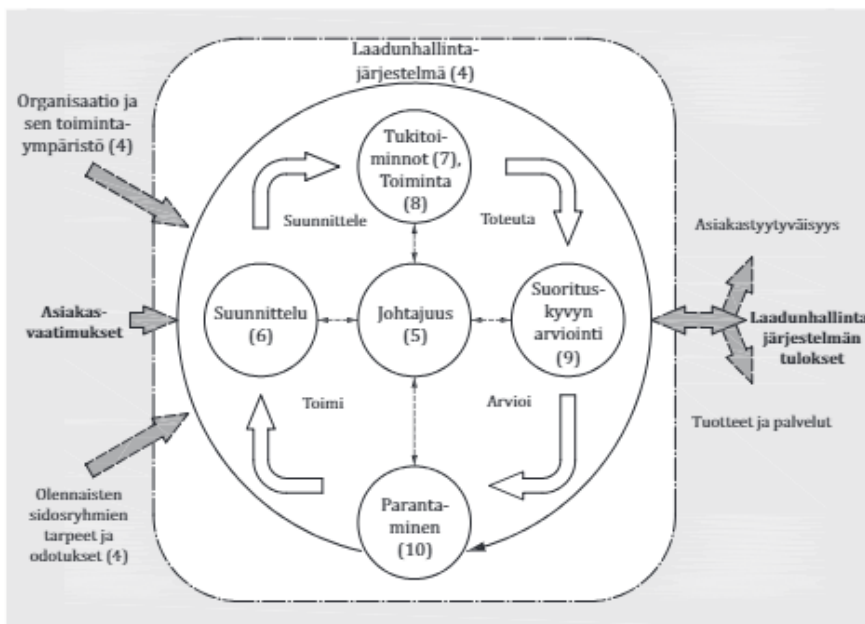 Laadunhallinta-
järjestelmä (4)
Organisaatio ja
sen toiminta-
ympäristö (4)
Tukitoi-
minnot (7),
Toiminta
(8)
Suunnittele
Toteuta
Asiakastyytyväisyys
Asiakas-
vaatimukset
Suunnittelu
(6)
Johtajuus
(5)
Suoritus-
kyvyn
arviointi
(9)
Laadunhallinta
järjestelmän
tulokset
Toimi
Arvioi
Tuotteet ja palvelut
Olennaisten
sidosryhmien
tarpeet ja
odotukset (4)
Paranta-
minen
(10)